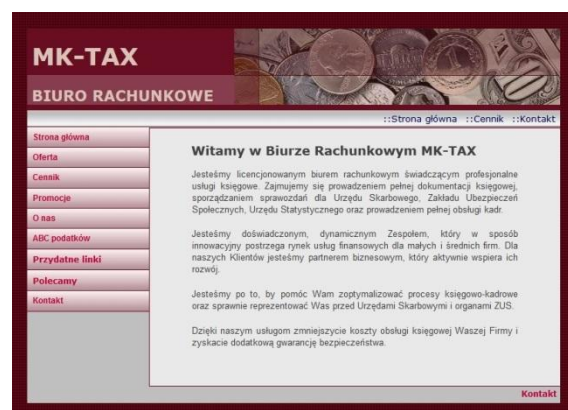 MK-TAX
BIURO RACHUNKOWE
::Strona główna ::Cennik ::Kontakt
Strona główna
Oferta
Cennik
Promocje
O nas
ABC podatków
Przydatne linki
Polecamy
Kontakt
Witamy w Biurze Rachunkowym MK-TAX
Jesteśmy licencjonowanym biurem rachunkowym świadczącym profesjonalne
usługi księgowe. Zajmujemy się prowadzeniem pełnej dokumentacji księgowej,
sporządzaniem sprawozdań dla Urzędu Skarbowego, Zakładu Ubezpieczeń
Społecznych, Urzędu Statystycznego oraz prowadzeniem pełnej obsługi kadr.
Jesteśmy doświadczonym, dynamicznym Zespołem, który w sposób
innowacyjny postrzega rynek usług finansowych dla małych i średnich firm. Dla
naszych Klientów jesteśmy partnerem biznesowym, który aktywnie wspiera ich
rozwój.
Jesteśmy po to, by pomóc Wam zoptymalizować procesy księgowo-kadrowe
oraz sprawnie reprezentować Was przed Urzędami Skarbowymi i organami ZUS.
Dzięki naszym usługom zmniejszycie koszty obsługi księgowej Waszej Firmy i
zyskacie dodatkową gwarancję bezpieczeństwa.
Kontakt